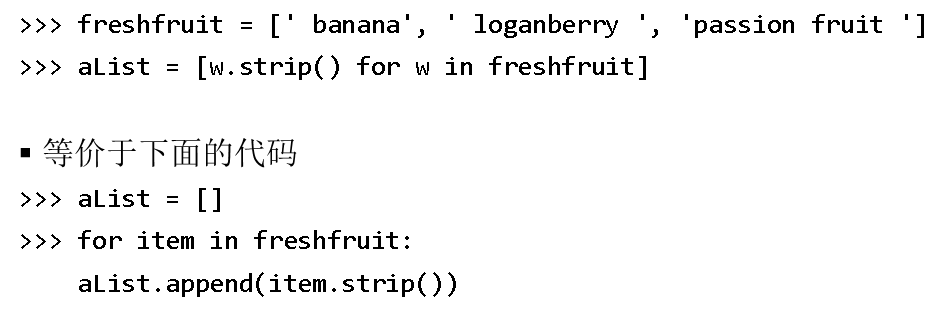 >>> freshfruit = [' banana', ' loganberry ', 'passion fruit ']
>>> aList = [w.strip() for w in freshfruit]
▪ 等价于下面的代码
>>> aList = []
>>> for item in freshfruit:
    aList.append(item.strip())